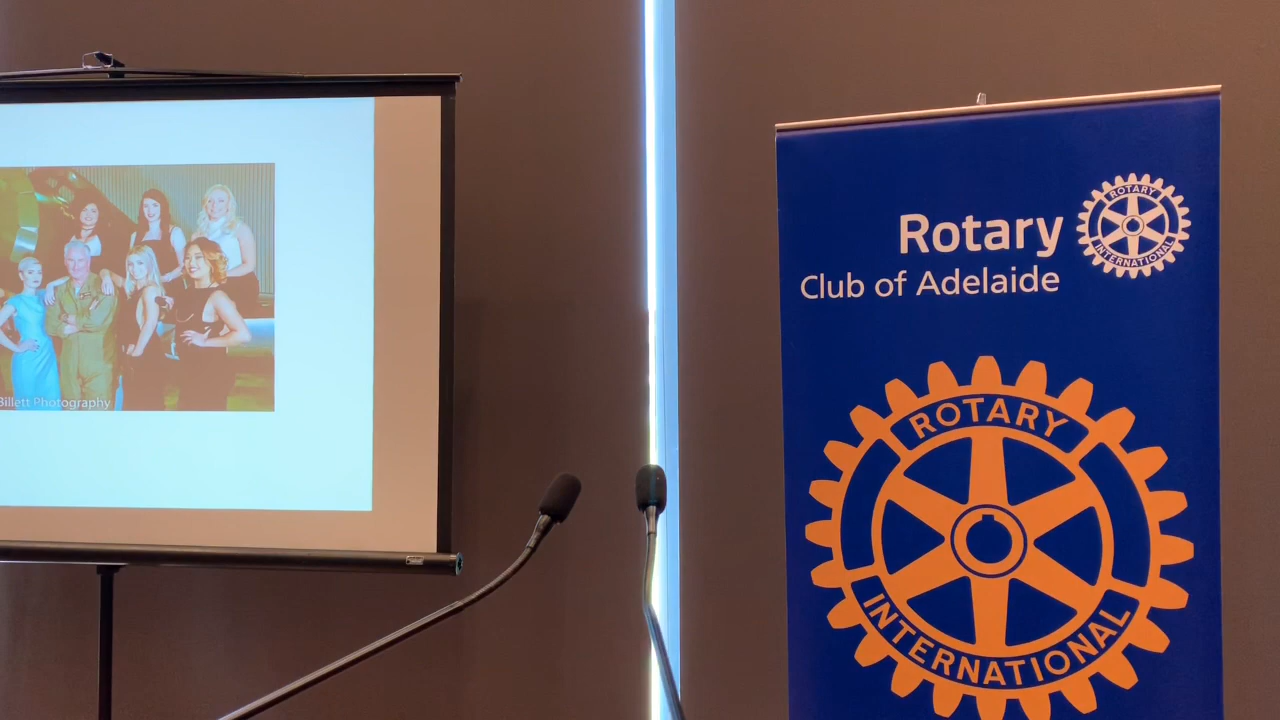 Billett Photography
Rotary
Club of Adelaide
ROTARY
INTERNATIONAL
ROTARY
INTERNATIONAL